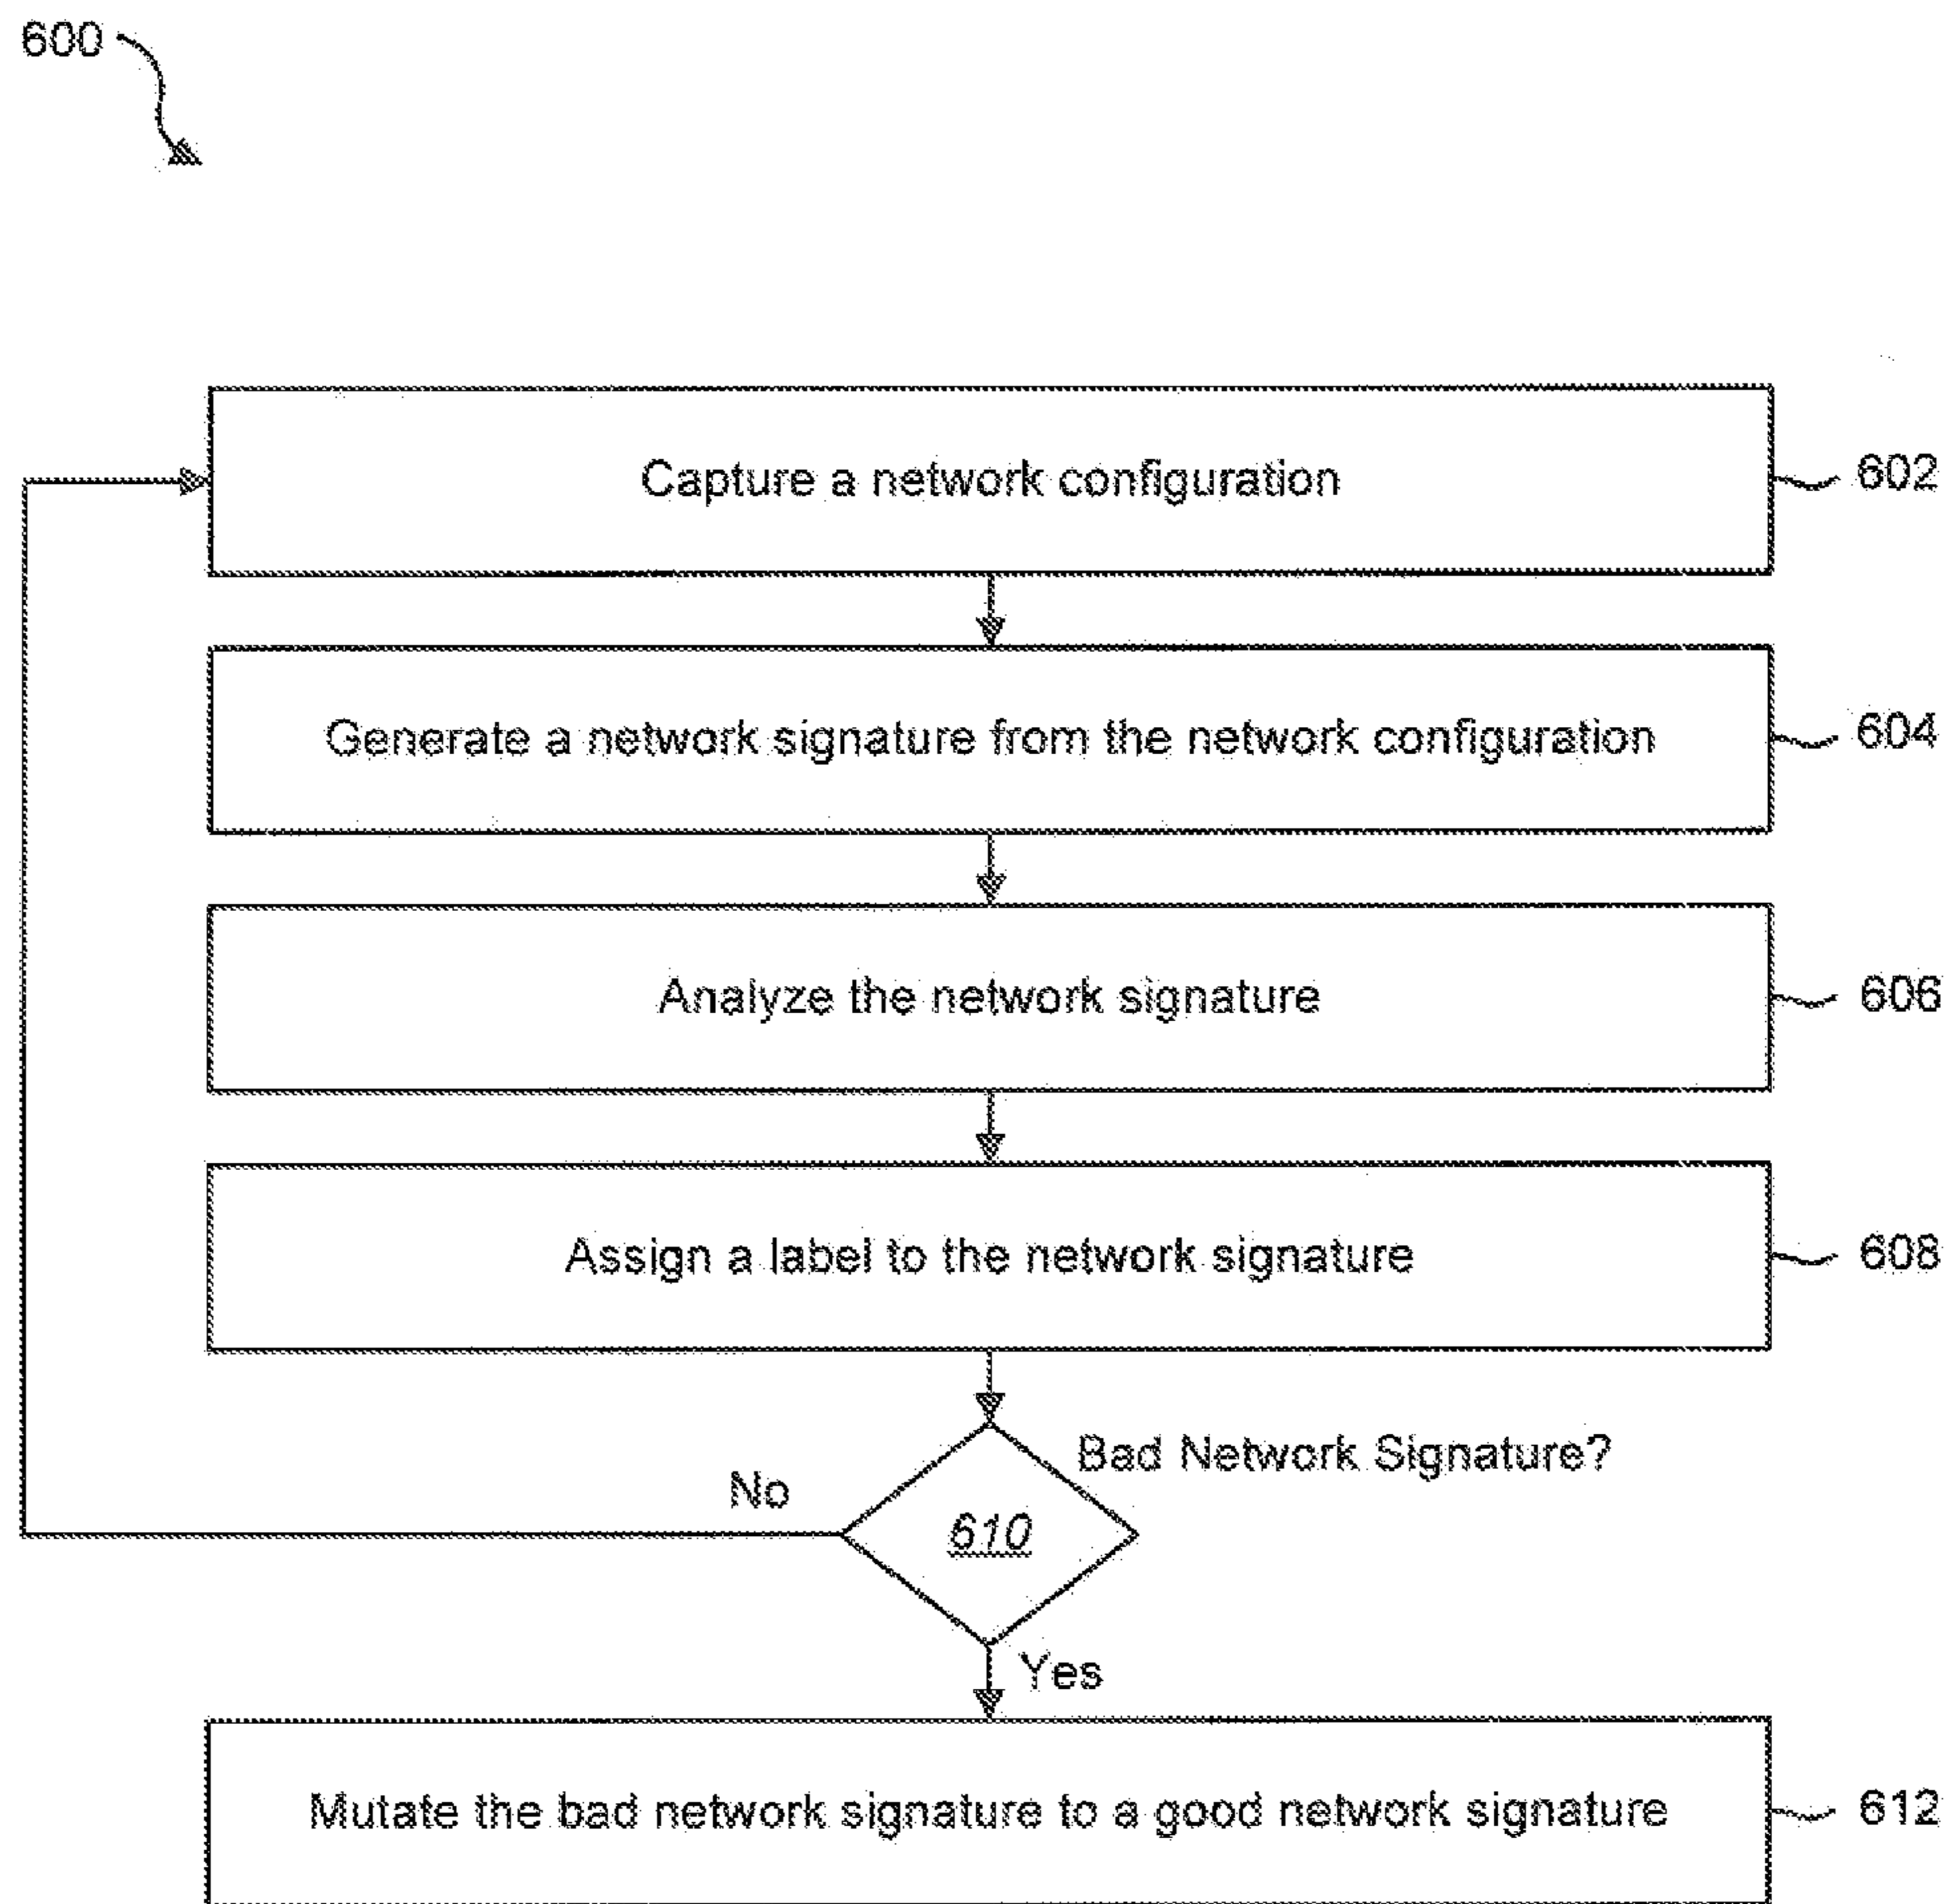 600
Capture a network configuration
602
Generate a network signature from the network configuration
604
Analyze the network signature
606
Assign a label to the network signature
608
Bad Network Signature?
No
610
Yes
Mutate the bad network signature to a good network signature
612